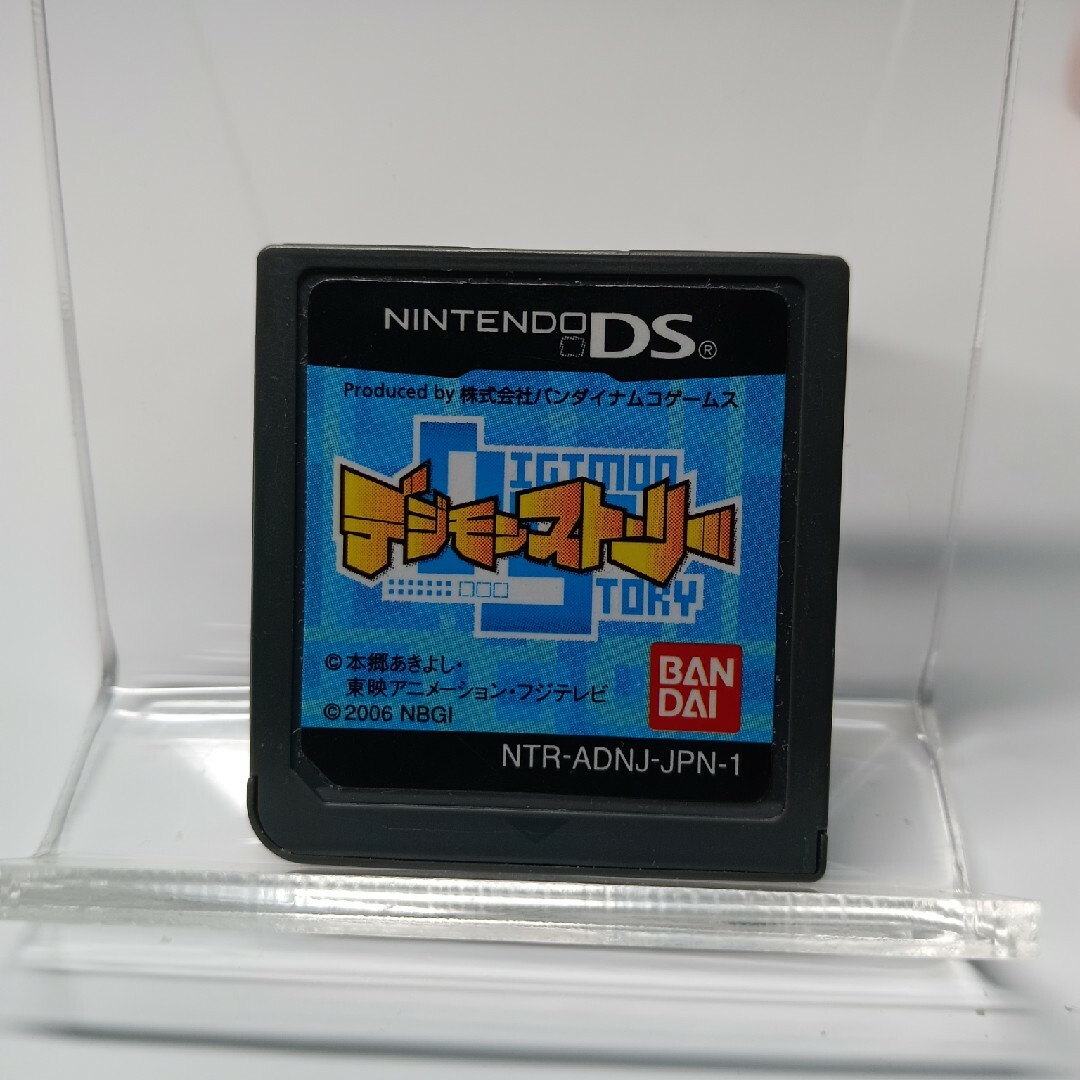 NINTENDO DS®
Produced by 株式会社バンダイナムコゲームス
DIGIMON
デジモンストーリー
STORY
©本郷あきよし・
東映アニメーション・フジテレビ
©2006 NBGI
BAN
DAI
NTR-ADNJ-JPN-1